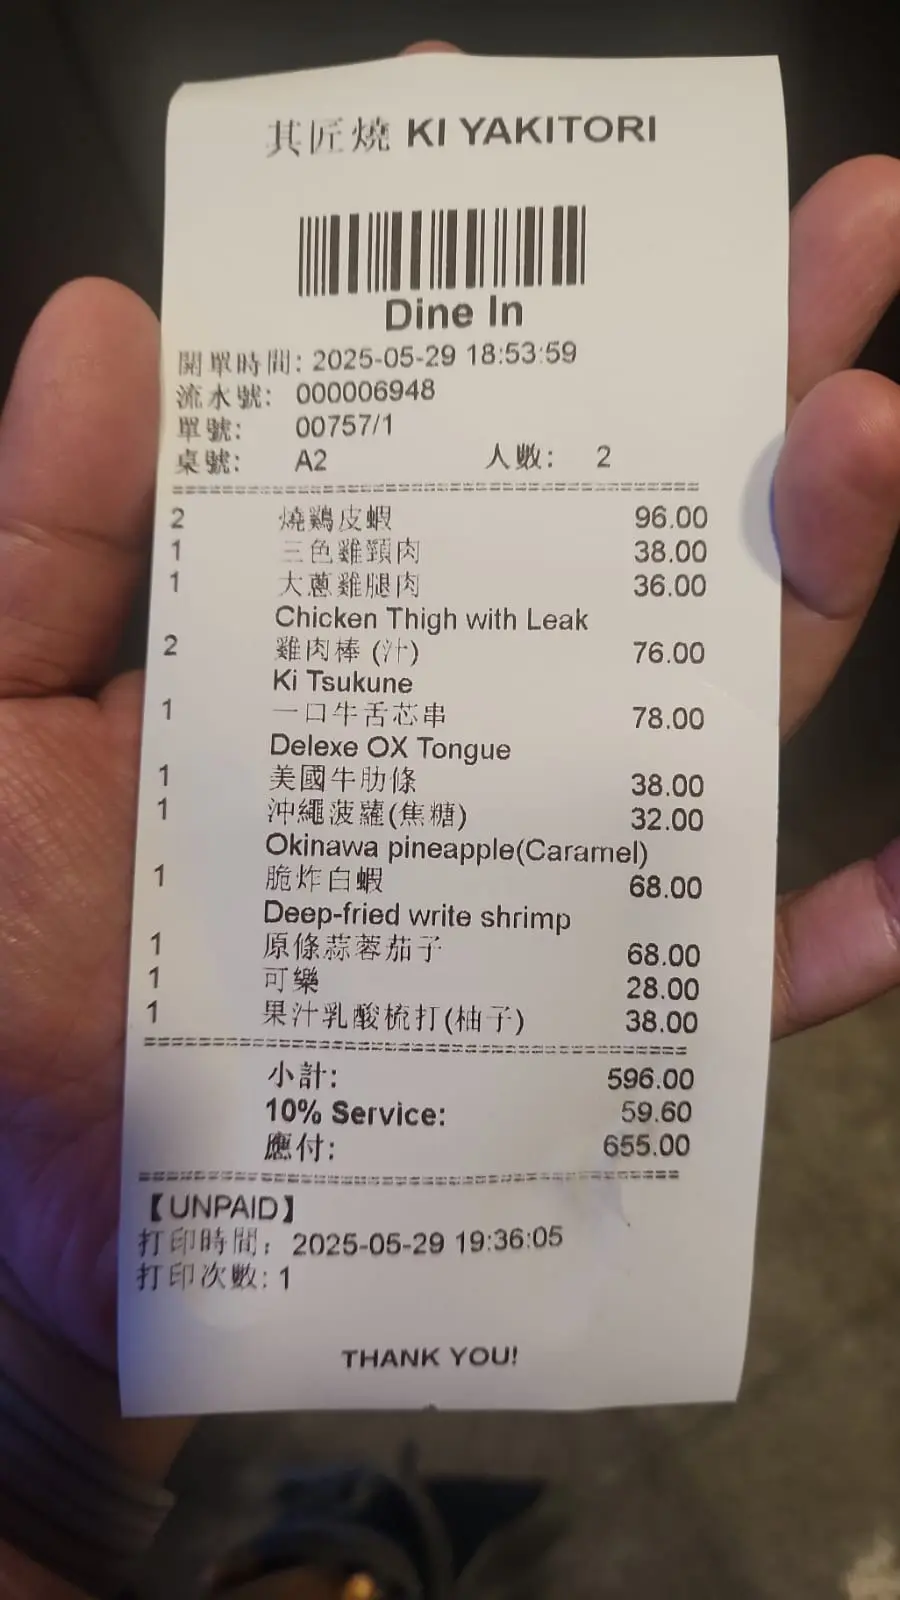 其匠燒 KI YAKITORI
Dine In
開單時間: 2025-05-29 18:53:59
流水號: 000006948
單號: 00757/1
桌號: A2 人數: 2
2 燒鷄皮蝦 96.00
1 三色雞頸肉 38.00
1 大蔥雞腿肉 36.00
Chicken Thigh with Leak
2 雞肉棒 (汁) 76.00
Ki Tsukune
1 一口牛舌芯串 78.00
Delexe OX Tongue
1 美國牛肋條 38.00
1 沖繩菠蘿(焦糖) 32.00
Okinawa pineapple(Caramel)
1 脆炸白蝦 68.00
Deep-fried write shrimp
1 原條蒜蓉茄子 68.00
1 可樂 28.00
1 果汁乳酸梳打(柚子) 38.00
小計: 596.00
10% Service: 59.60
應付: 655.00
【UNPAID】
打印時間: 2025-05-29 19:36:05
打印次數: 1
THANK YOU!